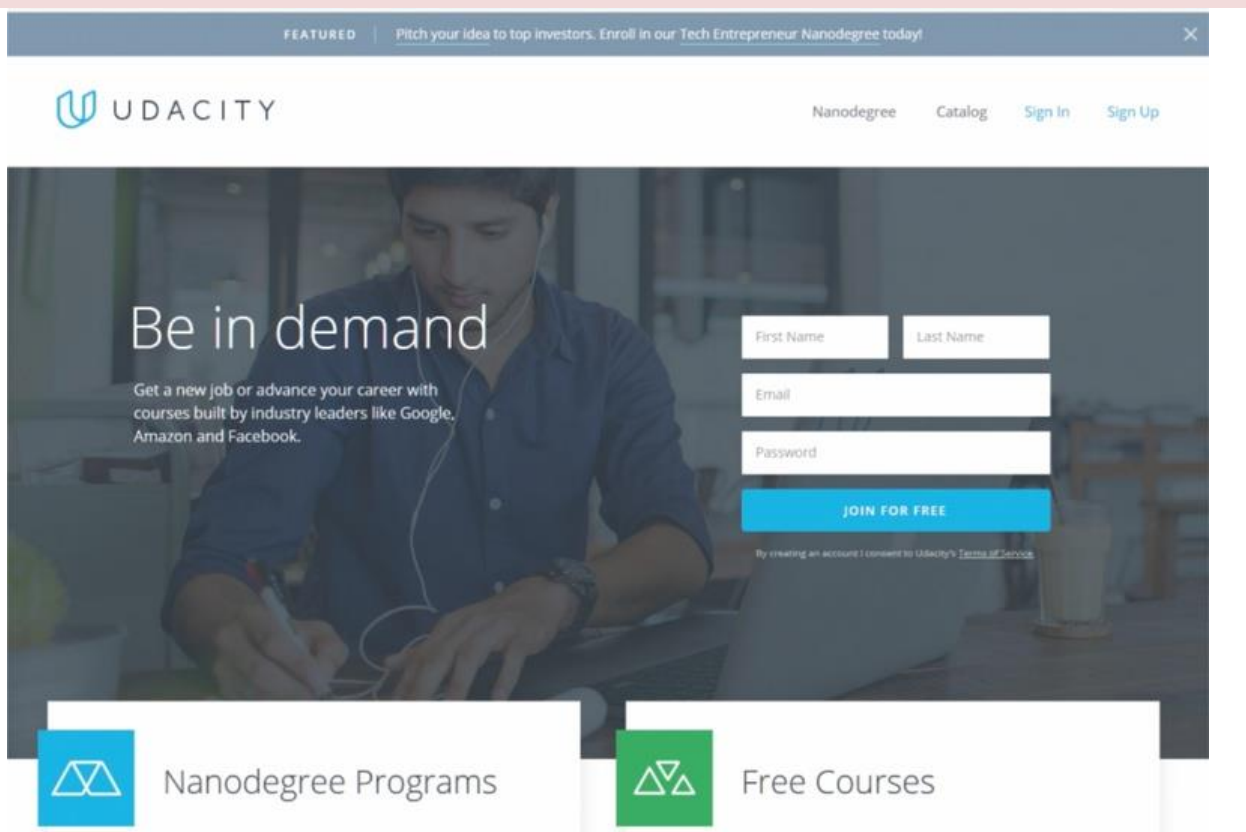 FEATURED | Pitch your idea to top investors. Enroll in our Tech Entrepreneur Nanodegree today!
UDACITY
Nanodegree Catalog Sign In Sign Up
Be in demand
Get a new job or advance your career with
courses built by industry leaders like Google,
Amazon and Facebook.
First Name Last Name
Email
Password
JOIN FOR FREE
By creating an account I consent to Udacity's Terms of Service.
Nanodegree Programs
Free Courses